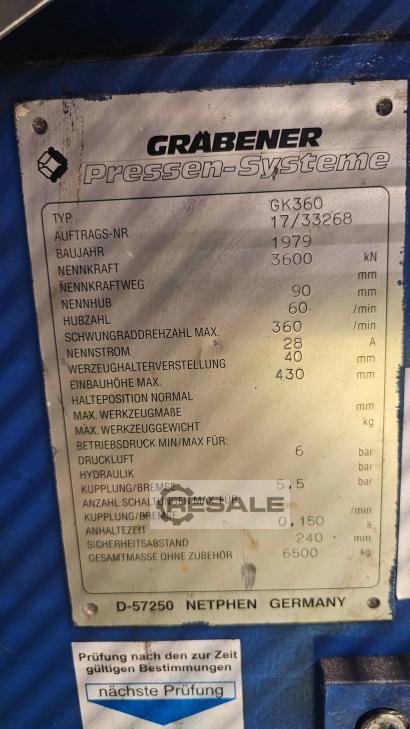 GRÄBENER
Pressen-Systeme
TYP GK360
AUFTRAGS-NR. 17/33268
BAUJAHR 1979
NENNKRAFT 3600 kN
NENNKRAFTWEG mm
NENNHUB 90 mm
HUBZAHL 60 /min
SCHWUNGRADDREHZAHL MAX. 360 /min
NENNSTROM 28 A
WERZEUGHALTERVERSTELLUNG 40 mm
EINBAUHÖHE MAX. 430 mm
HALTEPOSITION NORMAL
MAX. WERKZEUGMAßE mm
MAX. WERKZEUGGEWICHT kg
BETRIEBSDRUCK MIN/MAX FÜR:
DRUCKLUFT 6 bar
HYDRAULIK bar
KUPPLUNG/BREMSE 5,5 bar
ANZAHL SCHALTUNGEN MAX. FÜR
KUPPLUNG/BREMSE /min
ANHALTEZEIT 0,150 s
SICHERHEITSABSTAND 240 mm
GESAMTMASSE OHNE ZUBEHÖR 6500 kg
RESALE
D-57250 NETPHEN GERMANY
Prüfung nach den zur Zeit
gültigen Bestimmungen
nächste Prüfung